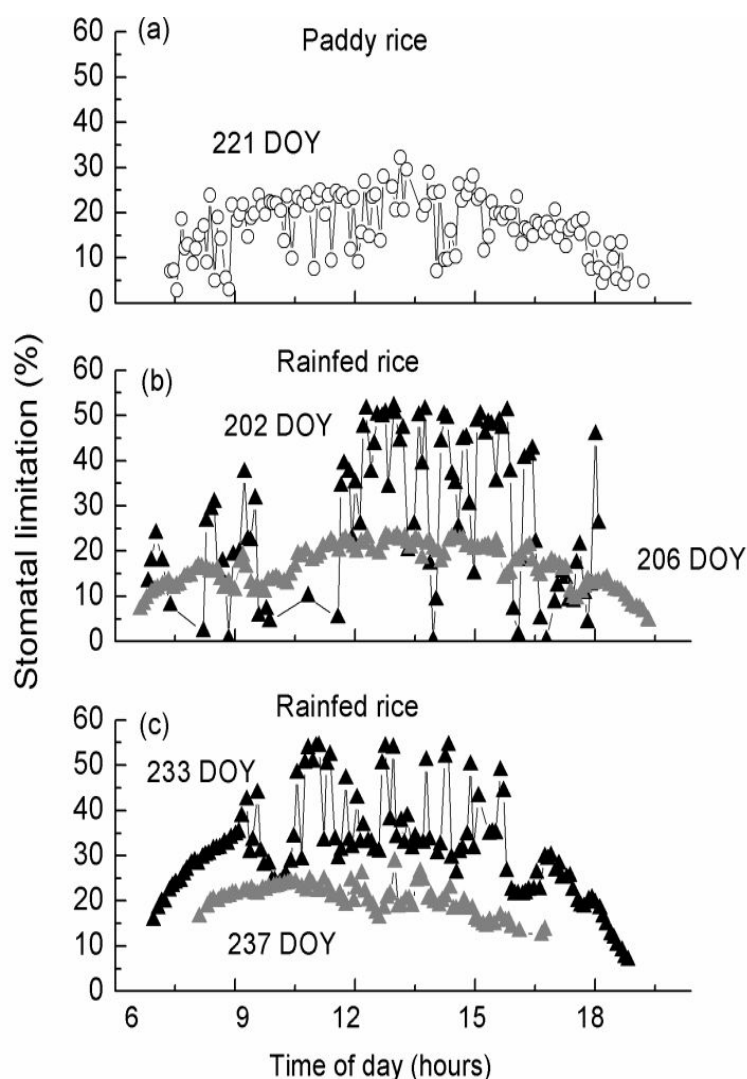 (a)
Paddy rice
60
50
40
30
20
10
0
221 DOY
(b)
Rainfed rice
60
50
40
30
20
10
0
202 DOY
206 DOY
(c)
Rainfed rice
60
50
40
30
20
10
0
233 DOY
237 DOY
6 9 12 15 18
Stomatal limitation (%)
Time of day (hours)